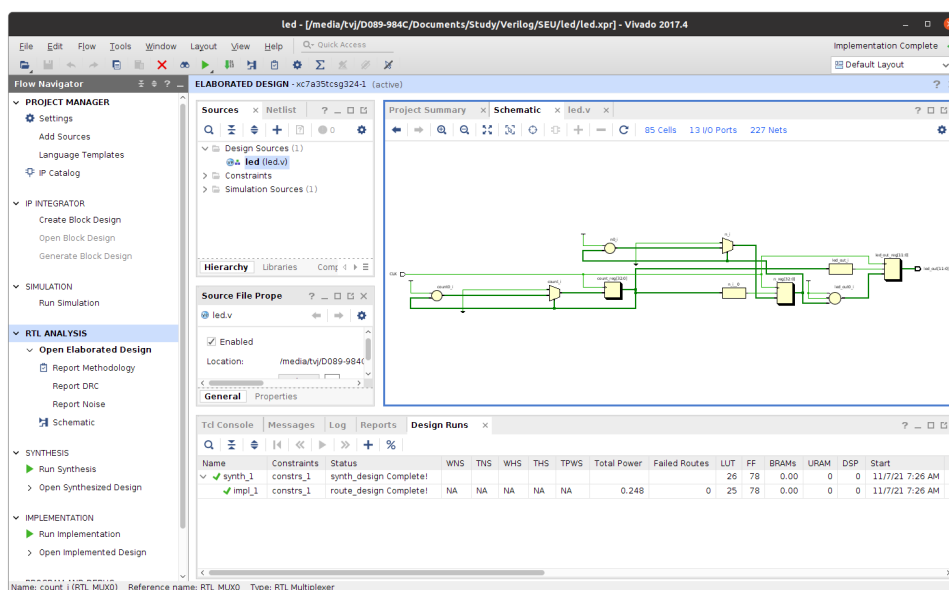 led - [/media/tvj/D089-984C/Documents/Study/Verilog/SEU/led/led.xpr] - Vivado 2017.4
File Edit Flow Tools Window Layout View Help Q- Quick Access Implementation Complete
Default Layout
Flow Navigator
PROJECT MANAGER
Settings
Add Sources
Language Templates
IP Catalog
IP INTEGRATOR
Create Block Design
Open Block Design
Generate Block Design
SIMULATION
Run Simulation
RTL ANALYSIS
Open Elaborated Design
Report Methodology
Report DRC
Report Noise
Schematic
SYNTHESIS
Run Synthesis
Open Synthesized Design
IMPLEMENTATION
Run Implementation
Open Implemented Design
ELABORATED DESIGN - xc7a35tcsg324-1 (active)
Sources Netlist
0
Design Sources (1)
led (led.v)
Constraints
Simulation Sources (1)
Hierarchy Libraries Comp
Source File Prope
led.v
Enabled
Location: /media/tvj/D089-984C
General Properties
Project Summary Schematic led.v
85 Cells 13 I/O Ports 227 Nets
CLK
Tcl Console Messages Log Reports Design Runs
Name Constraints Status WNS TNS WHS THS TPWS Total Power Failed Routes LUT FF BRAMs URAM DSP Start
synth_1 constrs_1 synth_design Complete! 26 78 0.00 0 0 11/7/21 7:26 AM
impl_1 constrs_1 route_design Complete! NA NA NA NA NA 0.248 0 25 78 0.00 0 0 11/7/21 7:26 AM
Name: count_i (RTL_MUX0) Reference name: RTL_MUX0 Type: RTL Multiplexer